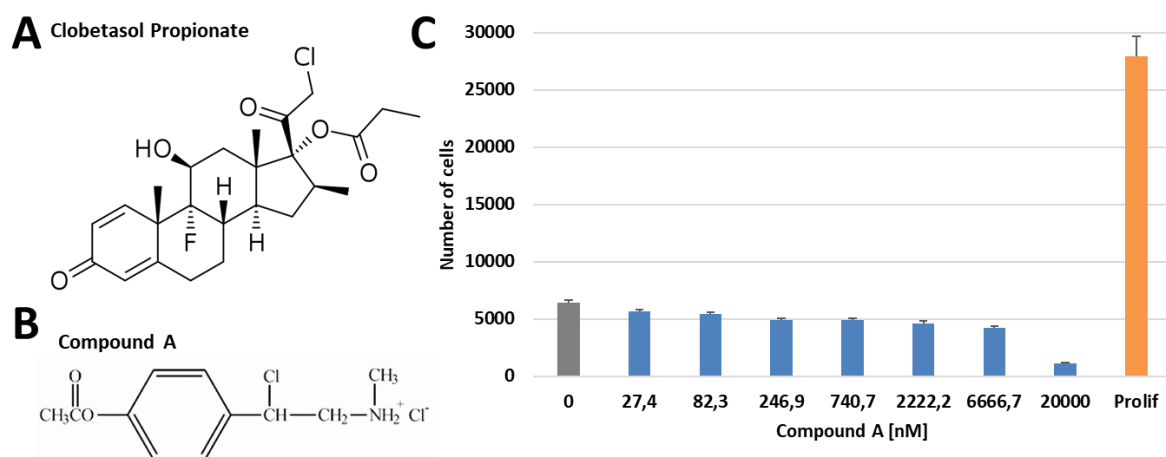 A Clobetasol Propionate
Cl
O
O
HO
O
H
F
H
O
B
Compound A
O
CH₃CO
Cl
CH
CH₂
CH₃
NH₂⁺ Cl⁻
C
Number of cells
30000
25000
20000
15000
10000
5000
0
0 27,4 82,3 246,9 740,7 2222,2 6666,7 20000 Prolif
Compound A [nM]